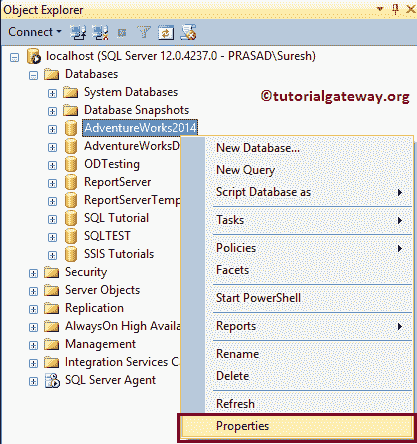 Object Explorer
Connect
localhost (SQL Server 12.0.4237.0 - PRASAD\Suresh)
Databases
System Databases
Database Snapshots
©tutorialgateway.org
AdventureWorks2014
AdventureWorksD
ODTesting
ReportServer
ReportServerTemp
SQL Tutorial
SQLTEST
SSIS Tutorials
Security
Server Objects
Replication
AlwaysOn High Availa
Management
Integration Services C
SQL Server Agent
New Database...
New Query
Script Database as
Tasks
Policies
Facets
Start PowerShell
Reports
Rename
Delete
Refresh
Properties